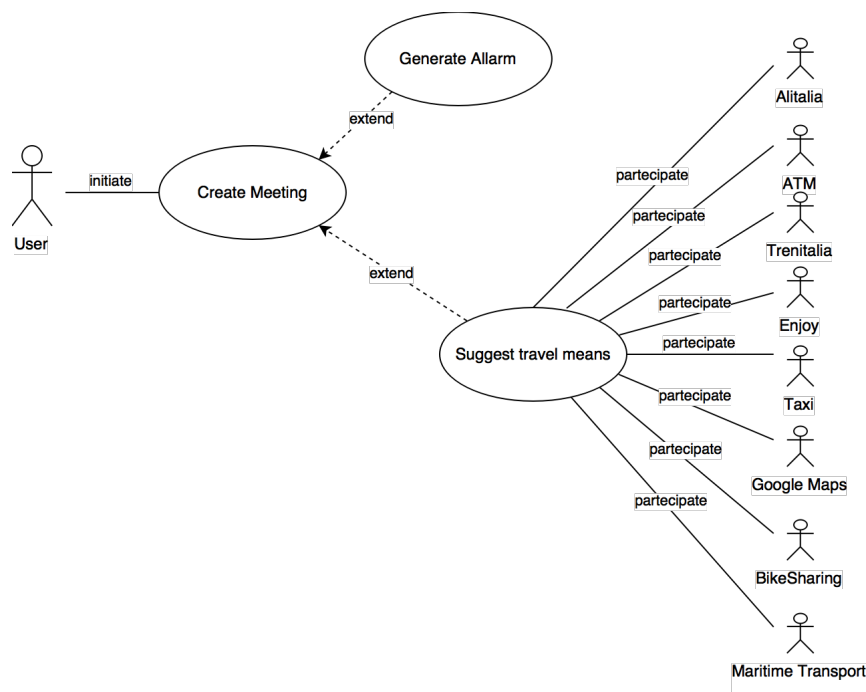 Generate Allarm
extend
initiate
Create Meeting
User
extend
Suggest travel means
partecipate
partecipate
partecipate
partecipate
partecipate
partecipate
partecipate
partecipate
Alitalia
ATM
Trenitalia
Enjoy
Taxi
Google Maps
BikeSharing
Maritime Transport